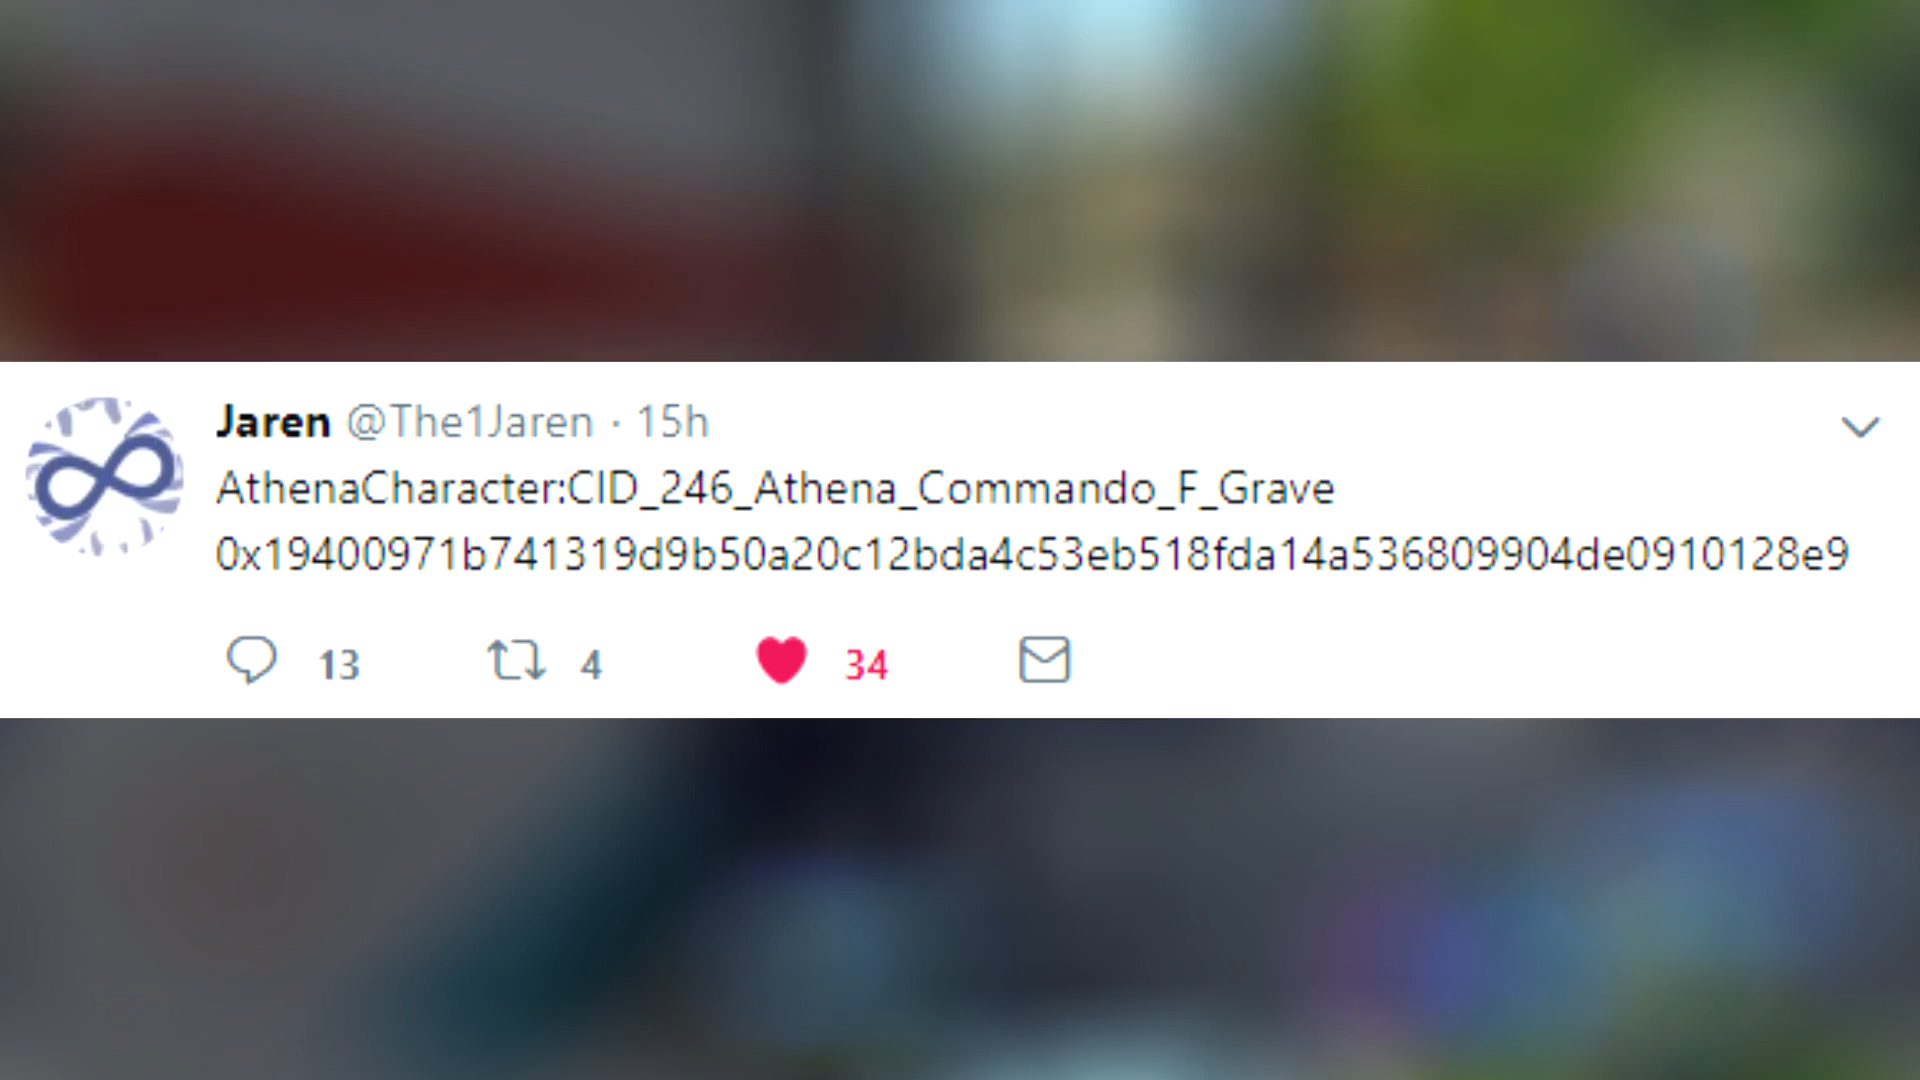 Jaren @The1Jaren · 15h
AthenaCharacter:CID_246_Athena_Commando_F_Grave
0x19400971b741319d9b50a20c12bda4c53eb518fda14a536809904de0910128e9
13 4 34